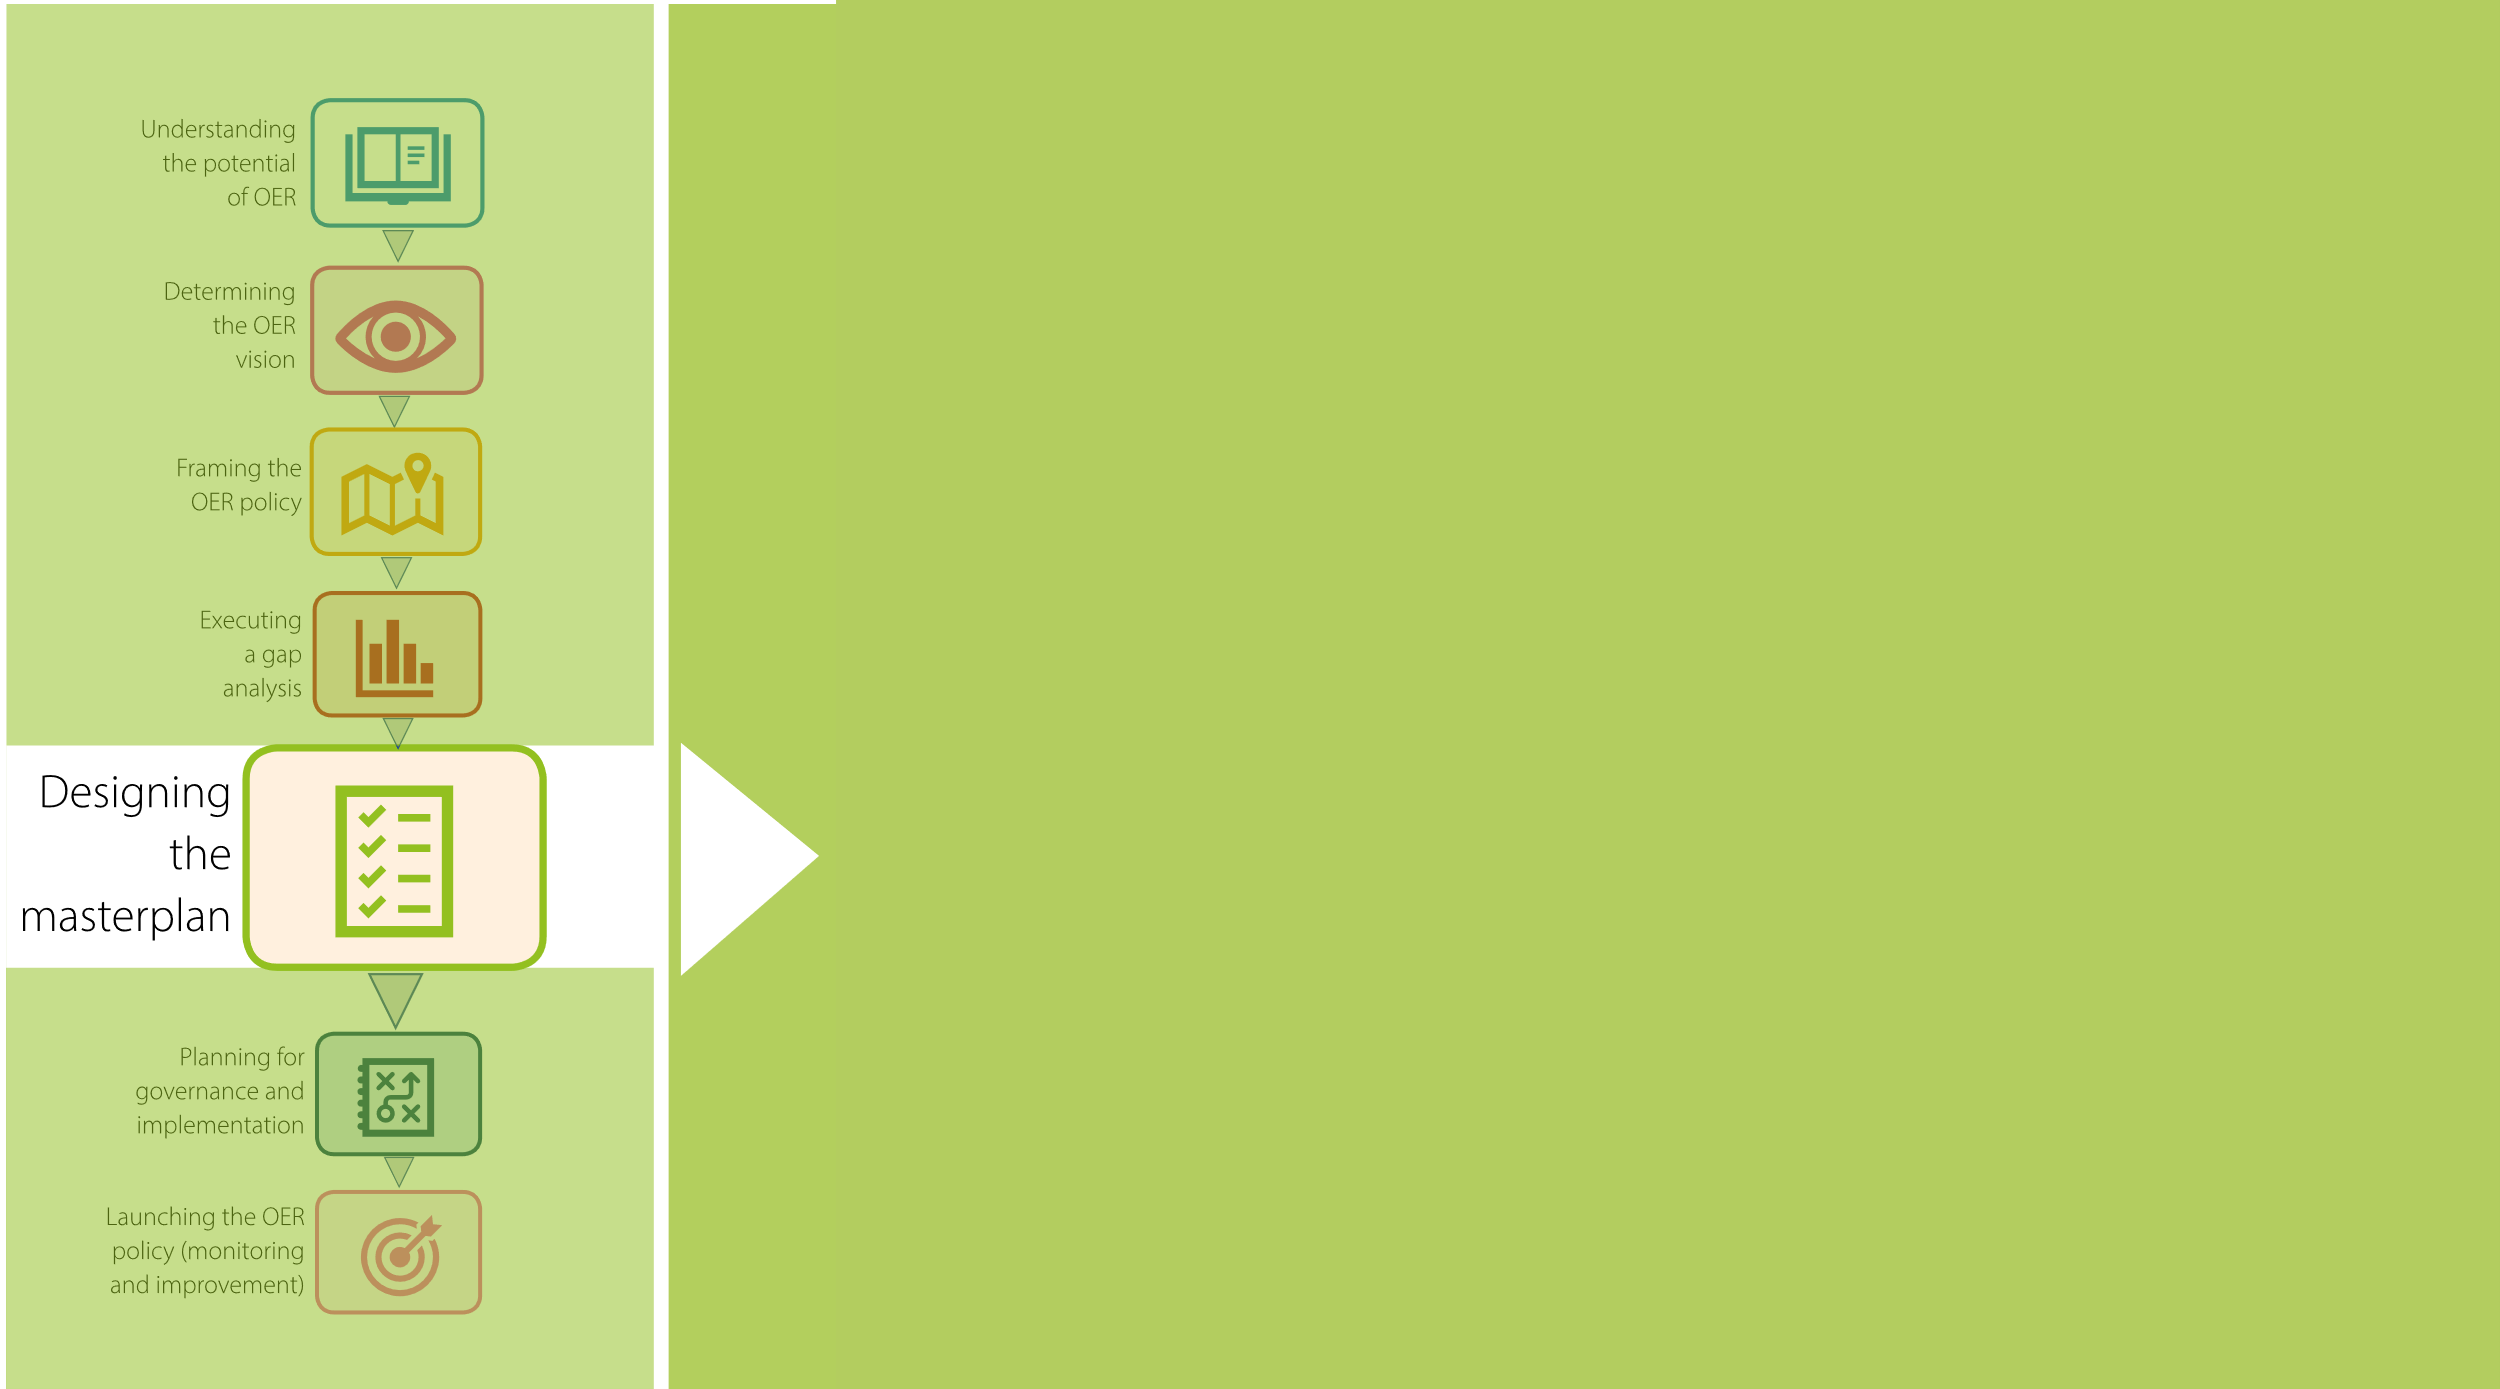 Understanding
the potential
of OER
Determining
the OER
vision
Framing the
OER policy
Executing
a gap
analysis
Designing
the
masterplan
Planning for
governance and
implementation
Launching the OER
policy (monitoring
and improvement)